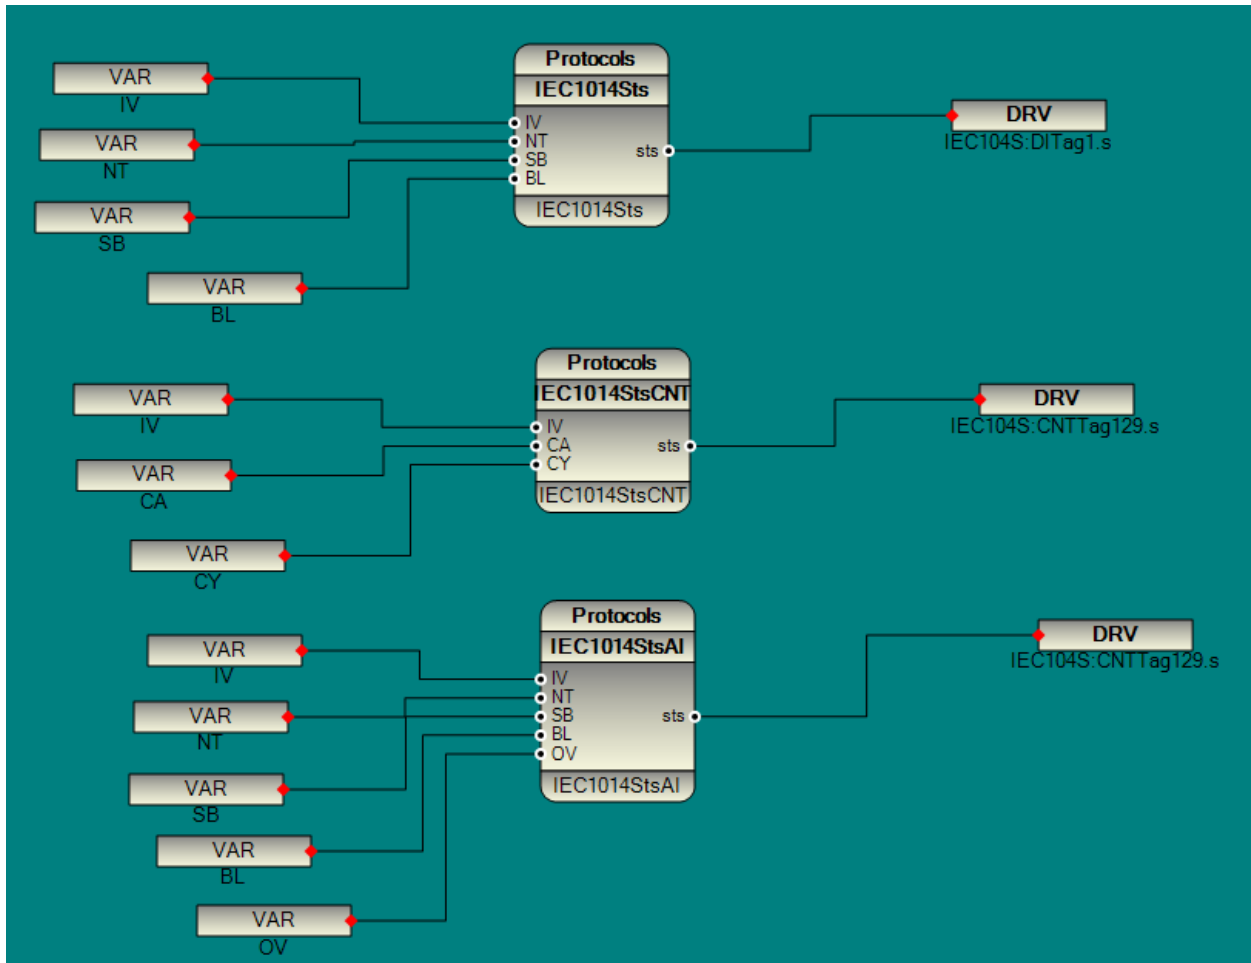 VAR
IV
VAR
NT
VAR
SB
VAR
BL
Protocols
IEC1014Sts
IV
NT
SB
BL
sts
IEC1014Sts
DRV
IEC104S:DITag1.s
VAR
IV
VAR
CA
VAR
CY
Protocols
IEC1014StsCNT
IV
CA
CY
sts
IEC1014StsCNT
DRV
IEC104S:CNTTag129.s
VAR
IV
VAR
NT
VAR
SB
VAR
BL
VAR
OV
Protocols
IEC1014StsAI
IV
NT
SB
BL
OV
sts
IEC1014StsAI
DRV
IEC104S:CNTTag129.s